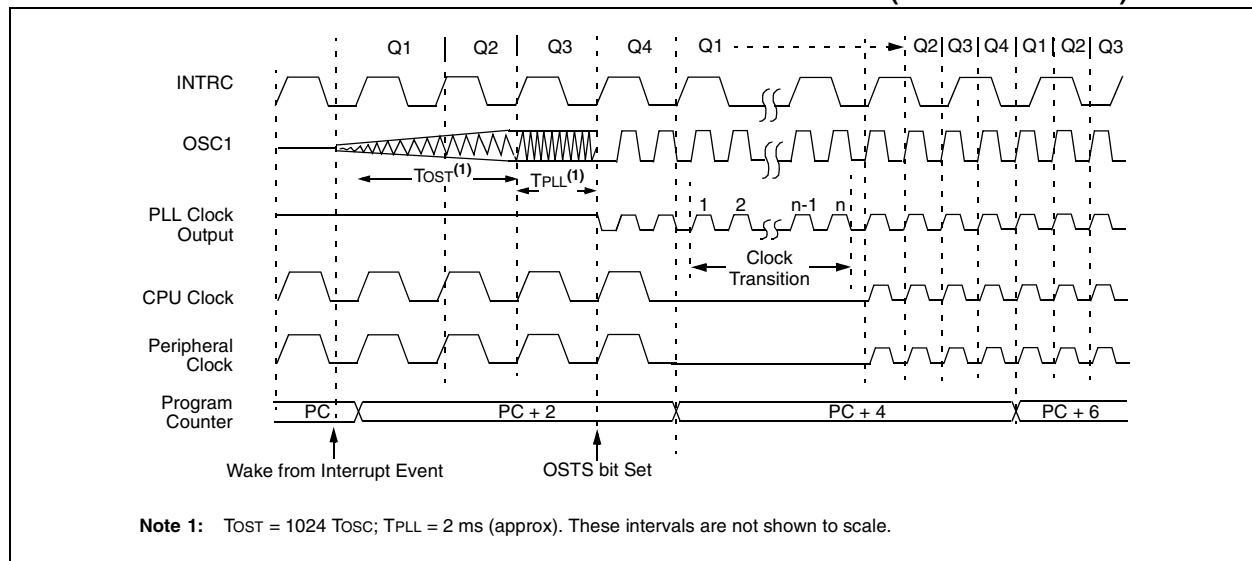 Q1 Q2 Q3 Q4 Q1 Q2 Q3 Q4 Q1 Q2 Q3
INTRC
OSC1
TOST(1) TPLL(1)
1 2 n-1 n
PLL Clock
Output
Clock
Transition
CPU Clock
Peripheral
Clock
Program
Counter
PC PC + 2 PC + 4 PC + 6
Wake from Interrupt Event OSTS bit Set
Note 1: TOST = 1024 TOSC; TPLL = 2 ms (approx). These intervals are not shown to scale.